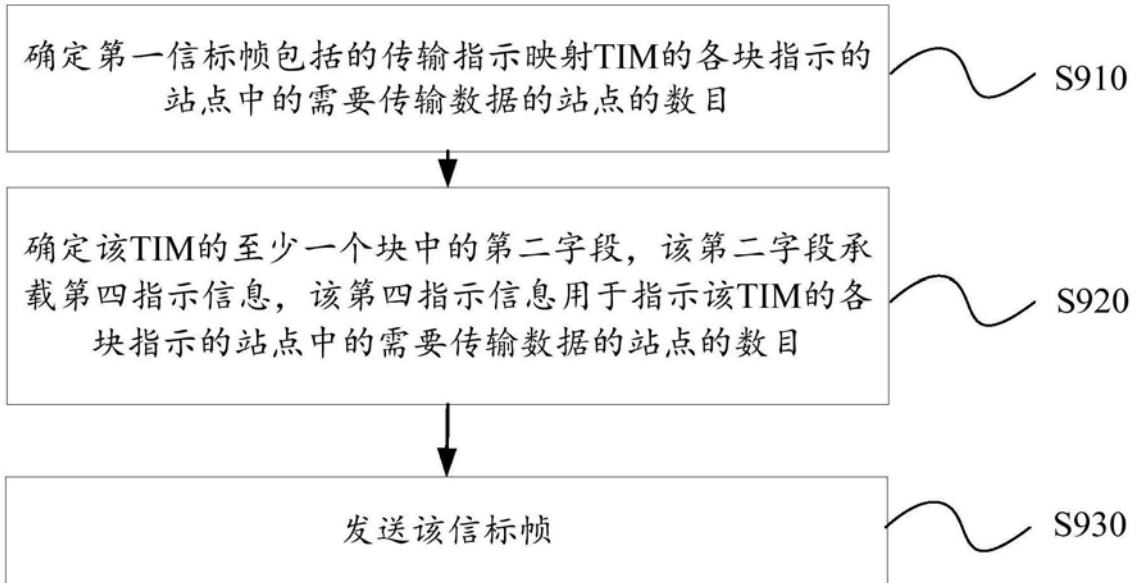 确定第一信标帧包括的传输指示映射TIM的各块指示的
站点中的需要传输数据的站点的数目
S910
确定该TIM的至少一个块中的第二字段，该第二字段承
载第四指示信息，该第四指示信息用于指示该TIM的各
块指示的站点中的需要传输数据的站点的数目
S920
发送该信标帧
S930